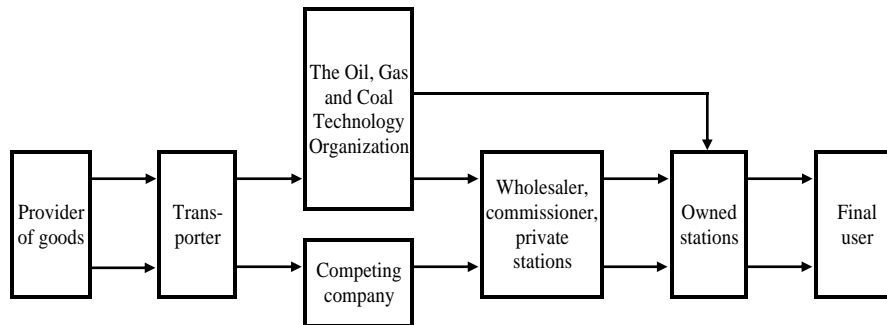 Provider
of goods
Trans-
porter
The Oil, Gas
and Coal
Technology
Organization
Competing
company
Wholesaler,
commissioner,
private
stations
Owned
stations
Final
user